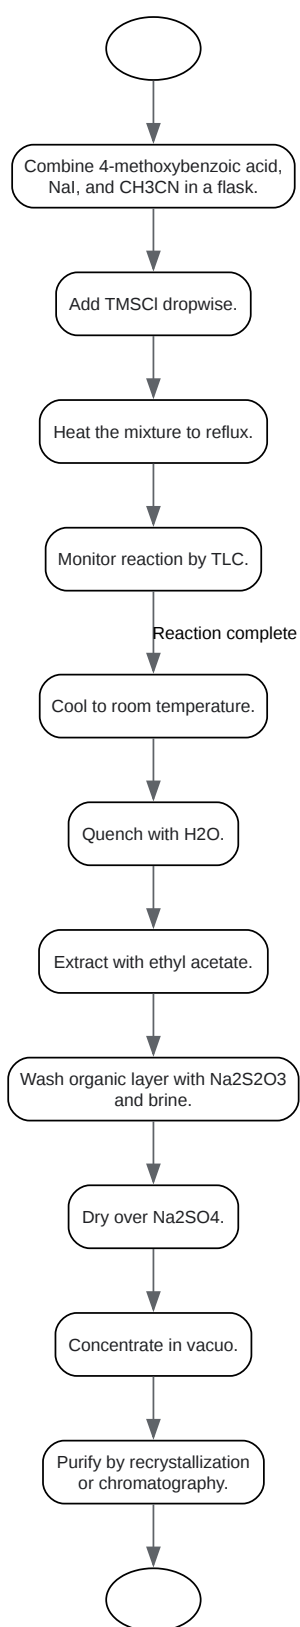 Combine 4-methoxybenzoic acid,
NaI, and CH3CN in a flask.
Add TMSCl dropwise.
Heat the mixture to reflux.
Monitor reaction by TLC.
Reaction complete
Cool to room temperature.
Quench with H2O.
Extract with ethyl acetate.
Wash organic layer with Na2S2O3
and brine.
Dry over Na2SO4.
Concentrate in vacuo.
Purify by recrystallization
or chromatography.